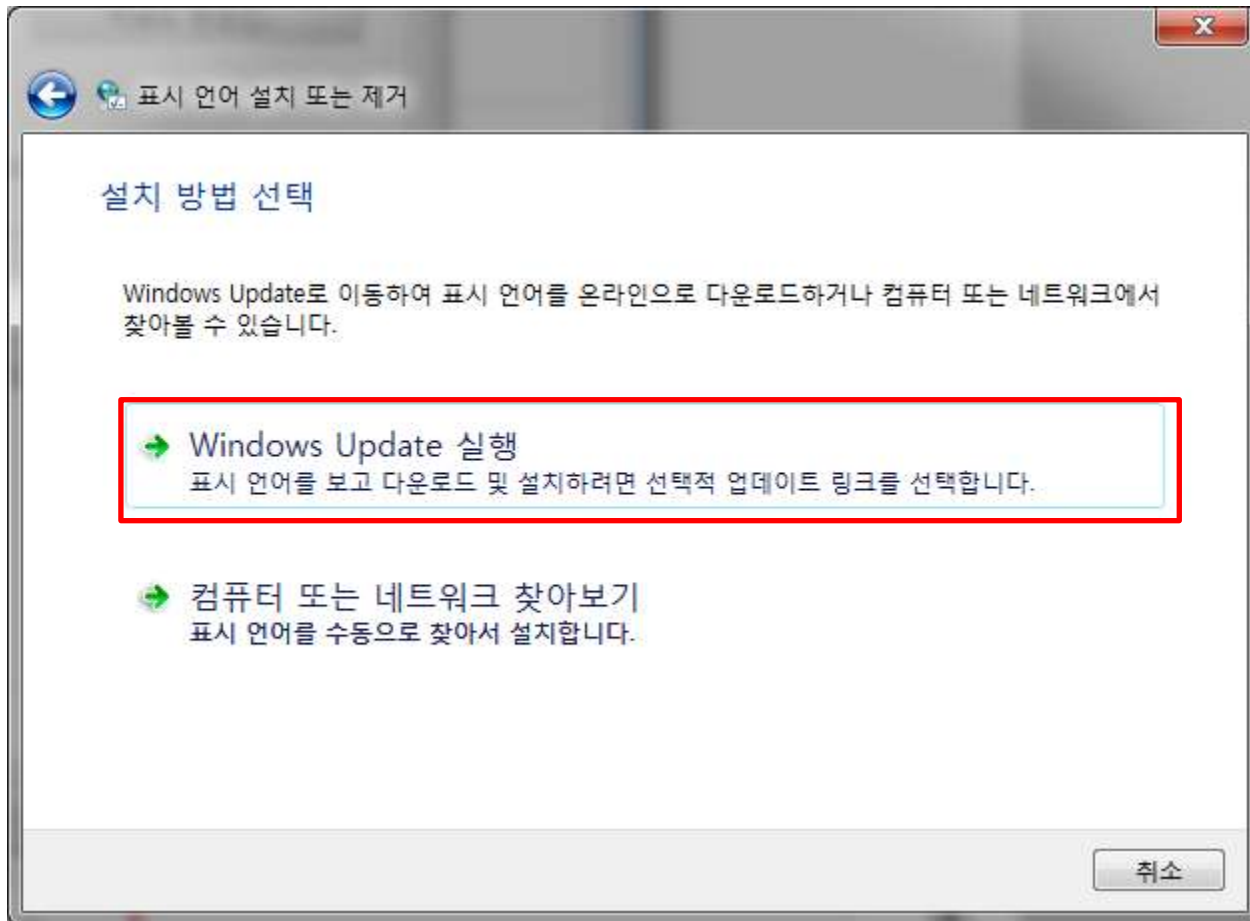 표시 언어 설치 또는 제거
설치 방법 선택
Windows Update로 이동하여 표시 언어를 온라인으로 다운로드하거나 컴퓨터 또는 네트워크에서
찾아볼 수 있습니다.
Windows Update 실행
표시 언어를 보고 다운로드 및 설치하려면 선택적 업데이트 링크를 선택합니다.
컴퓨터 또는 네트워크 찾아보기
표시 언어를 수동으로 찾아서 설치합니다.
취소